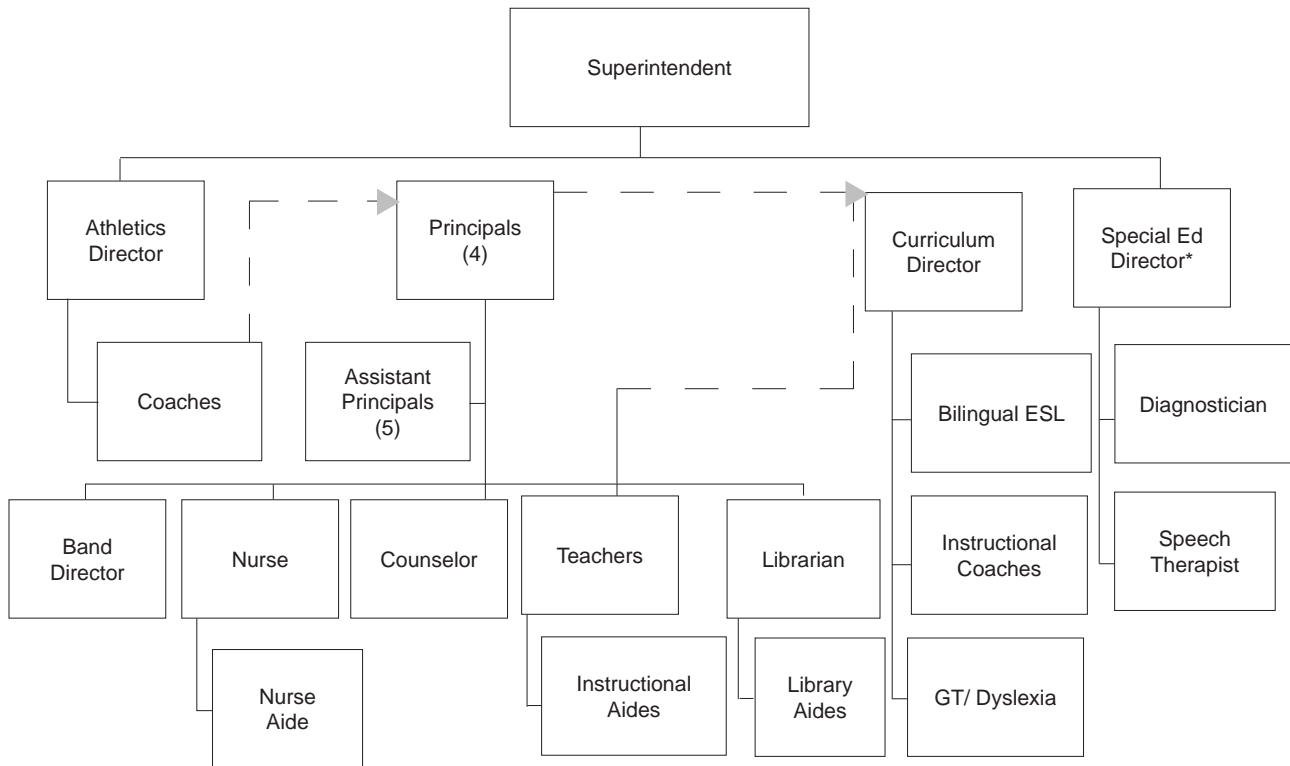 Superintendent
Athletics
Director
Principals
(4)
Curriculum
Director
Special Ed
Director*
Coaches
Assistant
Principals
(5)
Bilingual ESL
Diagnostician
Band
Director
Nurse
Counselor
Teachers
Librarian
Instructional
Coaches
Speech
Therapist
Nurse
Aide
Instructional
Aides
Library
Aides
GT/ Dyslexia